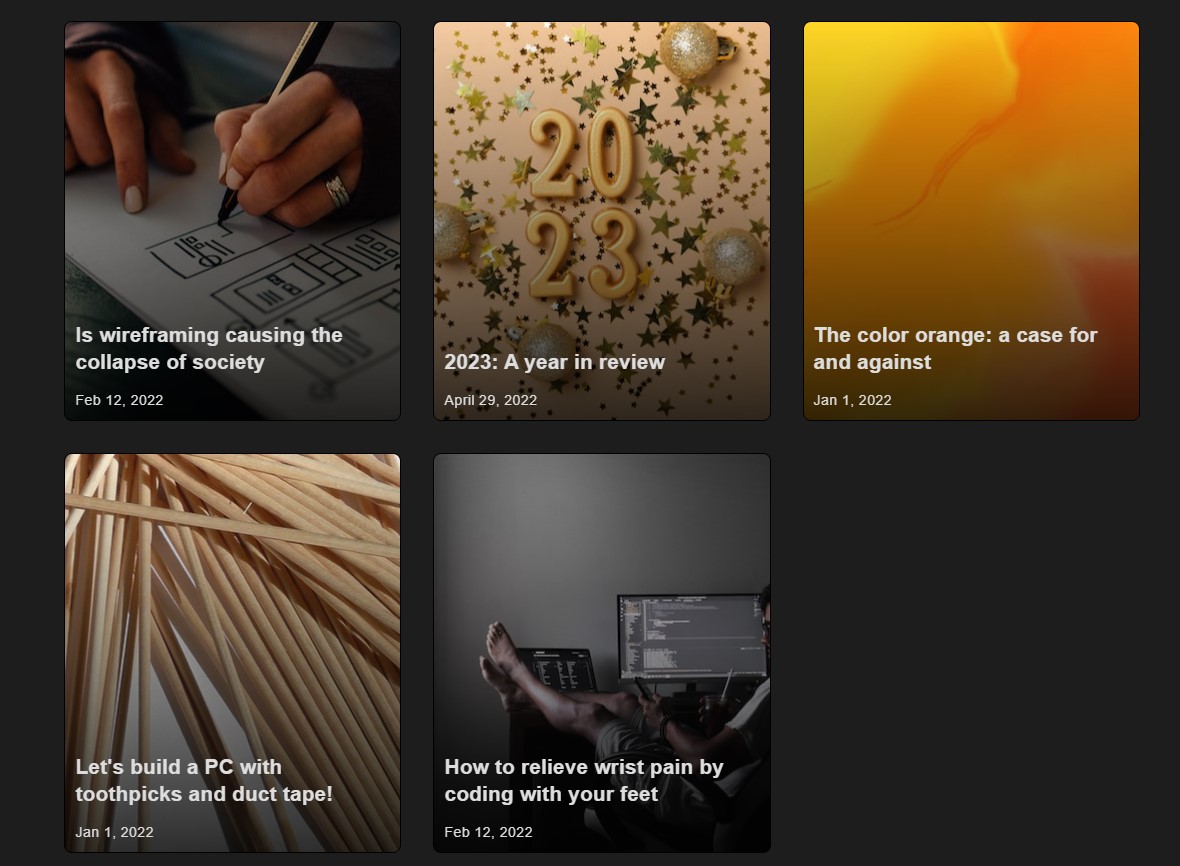 20
23
Is wireframing causing the
collapse of society
Feb 12, 2022
2023: A year in review
April 29, 2022
The color orange: a case for
and against
Jan 1, 2022
Let's build a PC with
toothpicks and duct tape!
Jan 1, 2022
How to relieve wrist pain by
coding with your feet
Feb 12, 2022